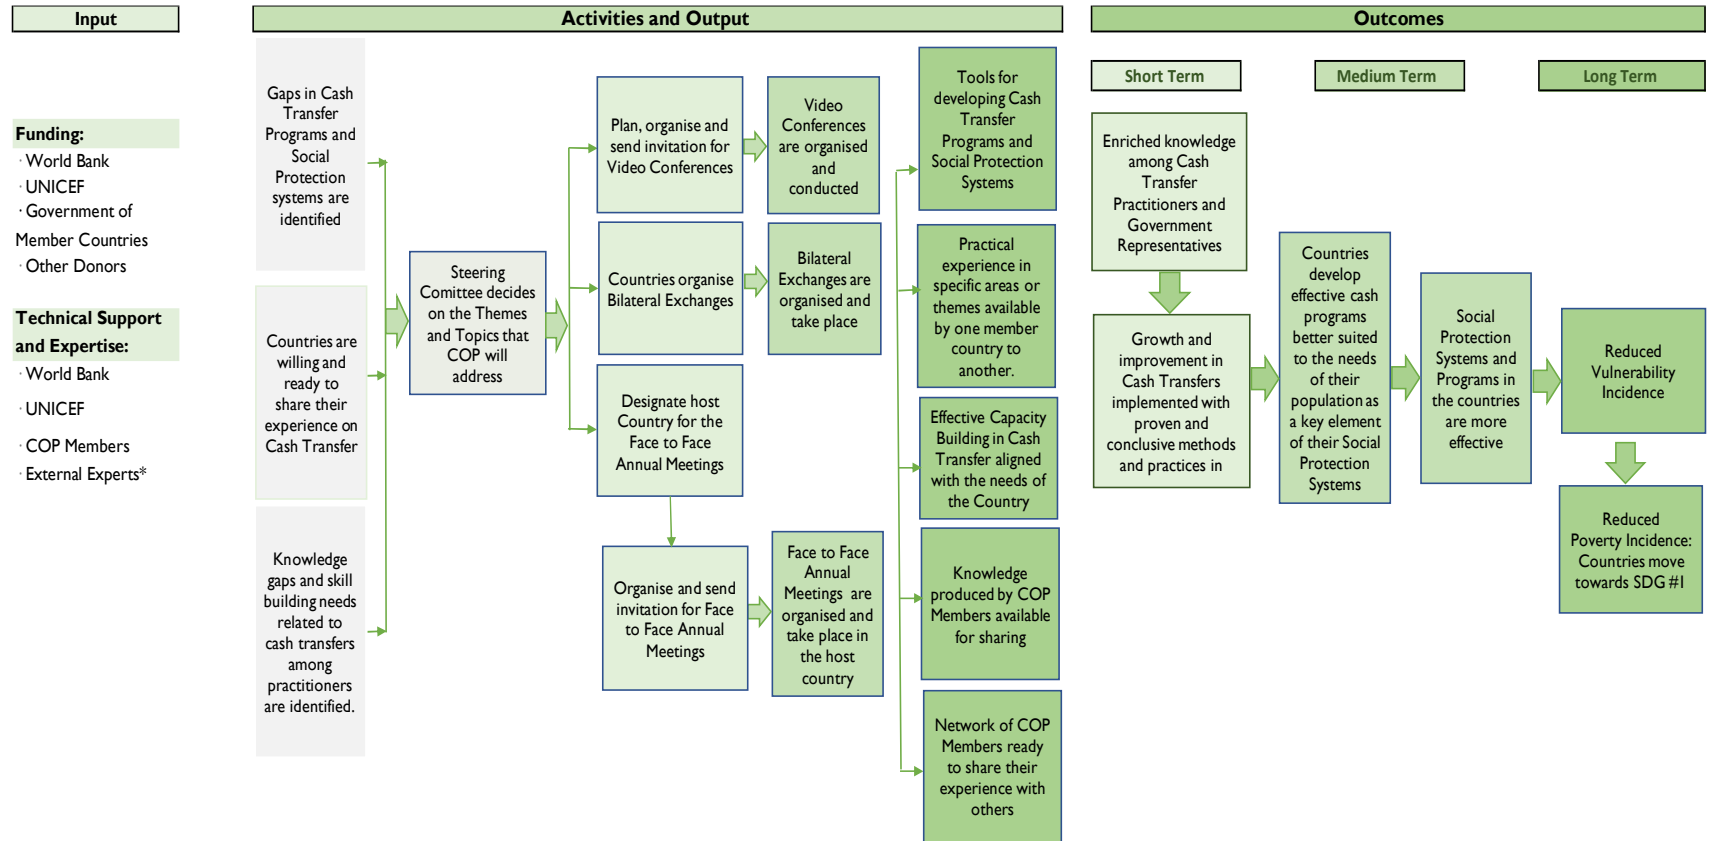 Input
Activities and Output
Outcomes
Short Term
Medium Term
Long Term
Funding:
· World Bank
· UNICEF
· Government of
Member Countries
· Other Donors
Technical Support
and Expertise:
· World Bank
· UNICEF
· COP Members
· External Experts*
Gaps in Cash
Transfer
Programs and
Social
Protection
systems are
identified
Countries are
willing and
ready to
share their
experience on
Cash Transfer
Knowledge
gaps and skill
building needs
related to
cash transfers
among
practitioners
are identified.
Steering
Comittee decides
on the Themes
and Topics that
COP will
address
Plan, organise and
send invitation for
Video Conferences
Video
Conferences
are organised
and
conducted
Countries organise
Bilateral Exchanges
Bilateral
Exchanges are
organised and
take place
Designate host
Country for the
Face to Face
Annual Meetings
Organise and send
invitation for Face
to Face Annual
Meetings
Face to Face
Annual
Meetings are
organised and
take place in
the host
country
Tools for
developing Cash
Transfer
Programs and
Social Protection
Systems
Practical
experience in
specific areas or
themes available
by one member
country to
another.
Effective Capacity
Building in Cash
Transfer aligned
with the needs of
the Country
Knowledge
produced by COP
Members available
for sharing
Network of COP
Members ready
to share their
experience with
others
Enriched knowledge
among Cash
Transfer
Practitioners and
Government
Representatives
Growth and
improvement in
Cash Transfers
implemented with
proven and
conclusive methods
and practices in
Countries
develop
effective cash
programs
better suited
to the needs
of their
population as
a key element
of their Social
Protection
Systems
Social
Protection
Systems and
Programs in
the countries
are more
effective
Reduced
Vulnerability
Incidence
Reduced
Poverty Incidence:
Countries move
towards SDG #1